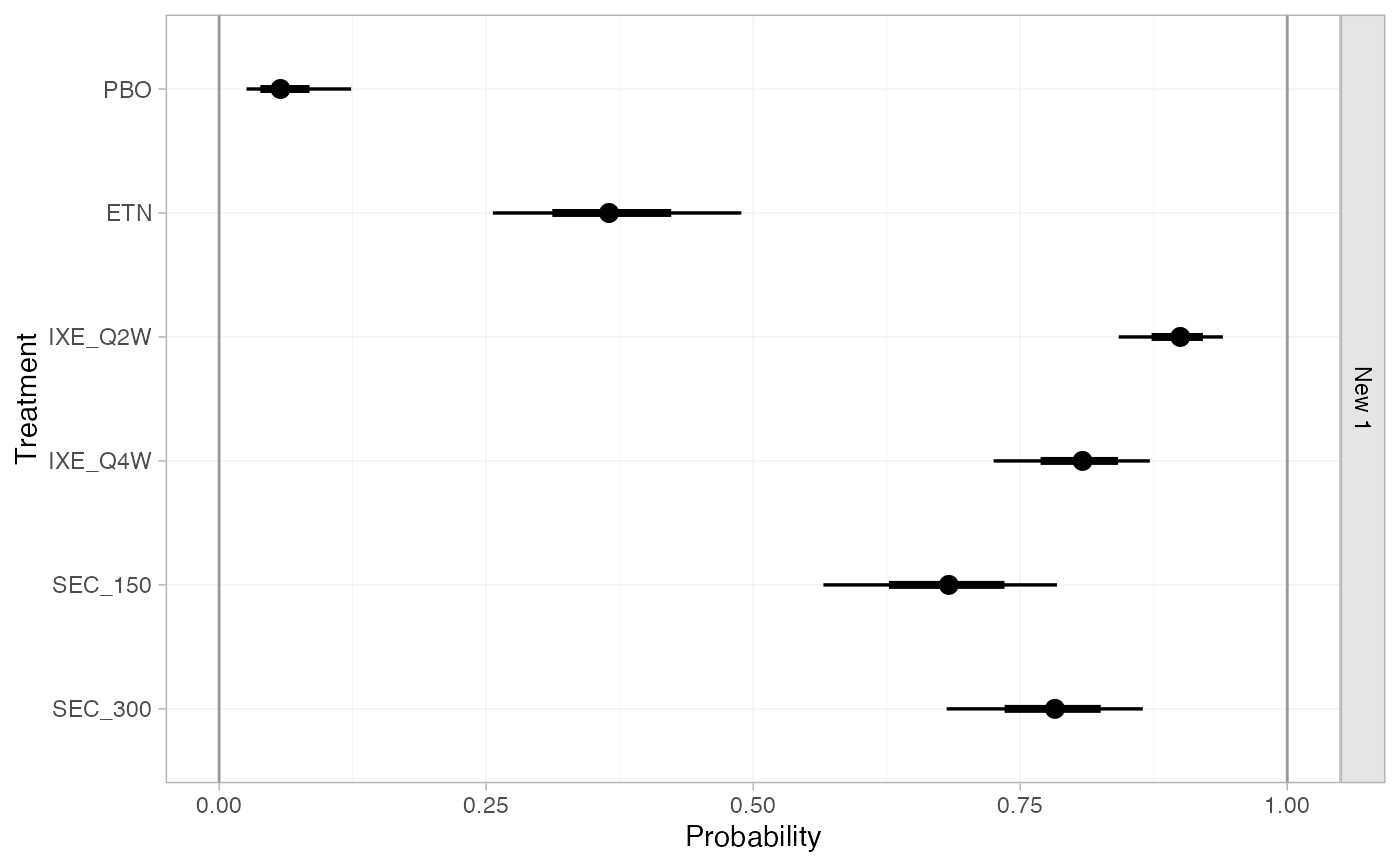 PBO
ETN
IXE_Q2W
IXE_Q4W
SEC_150
SEC_300
Treatment
New 1
0.00 0.25 0.50 0.75 1.00
Probability